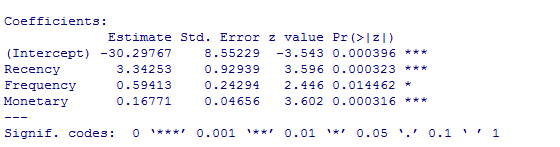 Coefficients:
            Estimate Std. Error z value Pr(>|z|)
(Intercept) -30.29767    8.55229  -3.543 0.000396 ***
Recency       3.34253    0.92939   3.596 0.000323 ***
Frequency     0.59413    0.24294   2.446 0.014462 *
Monetary      0.16771    0.04656   3.602 0.000316 ***
---
Signif. codes:  0 ‘***’ 0.001 ‘**’ 0.01 ‘*’ 0.05 ‘.’ 0.1 ‘ ’ 1